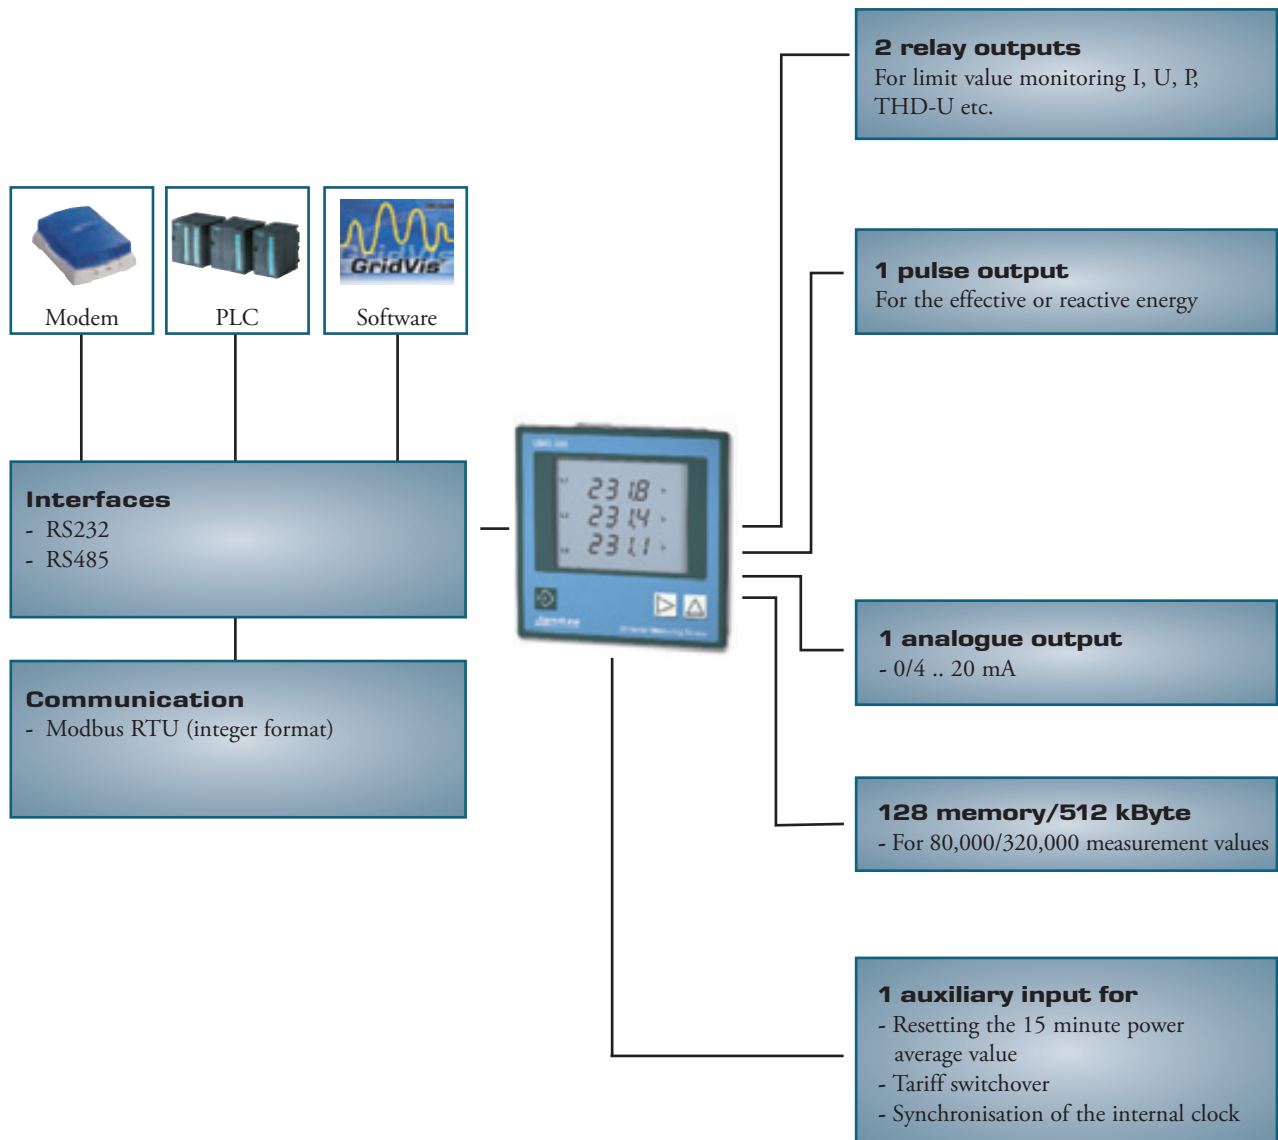 2 relay outputs
For limit value monitoring I, U, P,
THD-U etc.
Modem
PLC
GridVis
Software
1 pulse output
For the effective or reactive energy
Interfaces
- RS232
- RS485
231.8
231.4
231.1
Communication
- Modbus RTU (integer format)
1 analogue output
- 0/4 .. 20 mA
128 memory/512 kByte
- For 80,000/320,000 measurement values
1 auxiliary input for
- Resetting the 15 minute power
average value
- Tariff switchover
- Synchronisation of the internal clock